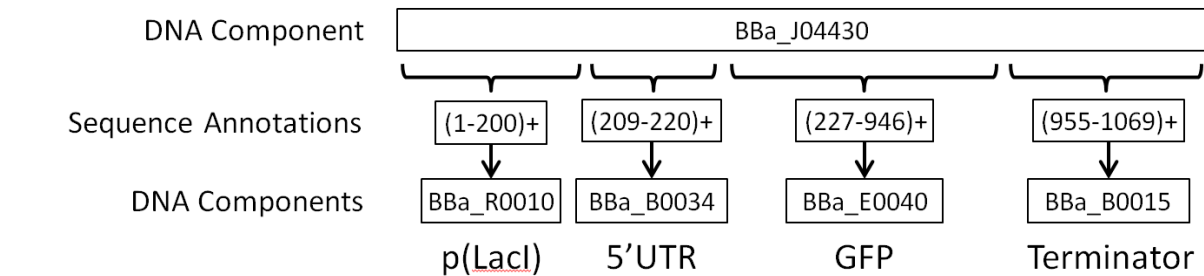 DNA Component BBa_J04430
Sequence Annotations (1-200)+ (209-220)+ (227-946)+ (955-1069)+
DNA Components BBa_R0010 BBa_B0034 BBa_E0040 BBa_B0015
p(LacI) 5’UTR GFP Terminator